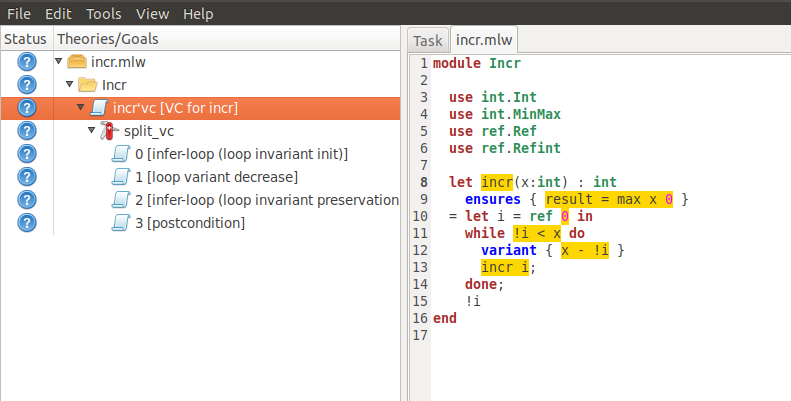 File Edit Tools View Help
Status Theories/Goals
? incr.mlw
? Incr
? incr'vc [VC for incr]
? split_vc
? 0 [infer-loop (loop invariant init)]
? 1 [loop variant decrease]
? 2 [infer-loop (loop invariant preservation
? 3 [postcondition]
Task incr.mlw
1 module Incr
2
3 use int.Int
4 use int.MinMax
5 use ref.Ref
6 use ref.Refint
7
8 let incr(x:int) : int
9 ensures { result = max x 0 }
10 = let i = ref 0 in
11 while !i < x do
12 variant { x - !i }
13 incr i;
14 done;
15 !i
16 end
17